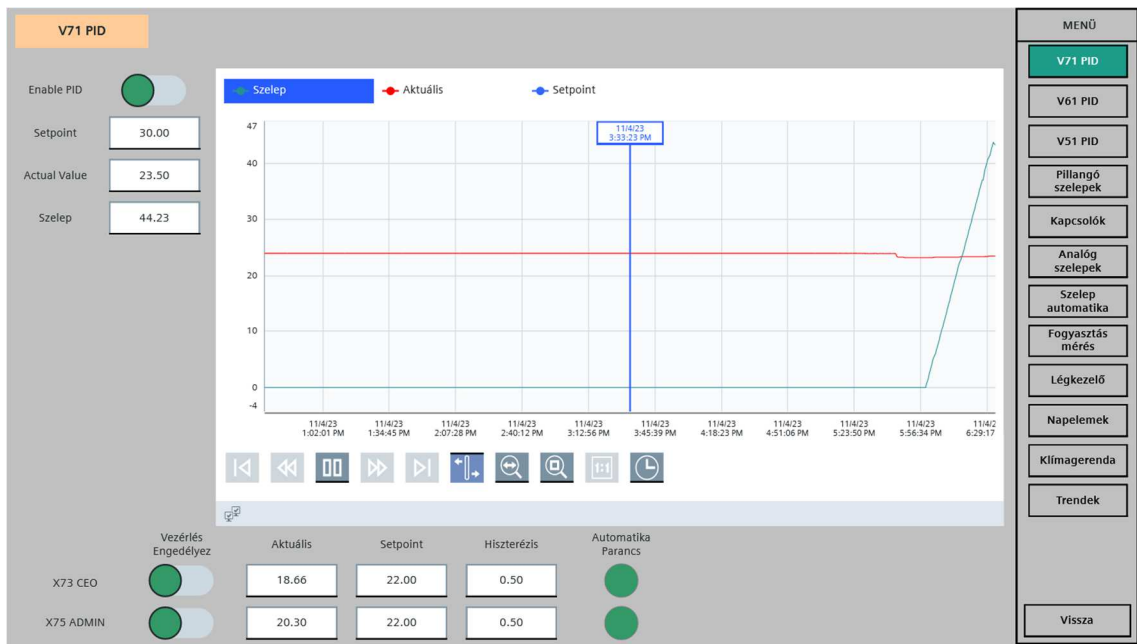 V71 PID
MENÜ
V71 PID
V61 PID
V51 PID
Pillangó
szelepek
Kapcsolók
Analóg
szelepek
Szelep
automatika
Fogyasztás
mérés
Légkezelő
Napelemek
Klímagerenda
Trendek
Vissza
Enable PID
Setpoint 30.00
Actual Value 23.50
Szelep 44.23
Szelep Aktuális Setpoint
11/4/23
3:33:23 PM
47
40
30
20
10
0
-4
11/4/23 11/4/23 11/4/23 11/4/23 11/4/23 11/4/23 11/4/23 11/4/23 11/4/23 11/4/23 11/4/2
1:02:01 PM 1:34:45 PM 2:07:28 PM 2:40:12 PM 3:12:56 PM 3:45:39 PM 4:18:23 PM 4:51:06 PM 5:23:50 PM 5:56:34 PM 6:29:17
1:1
Vezérlés
Engedélyez
Aktuális
Setpoint
Hiszterézis
Automatika
Parancs
X73 CEO 18.66 22.00 0.50
X75 ADMIN 20.30 22.00 0.50